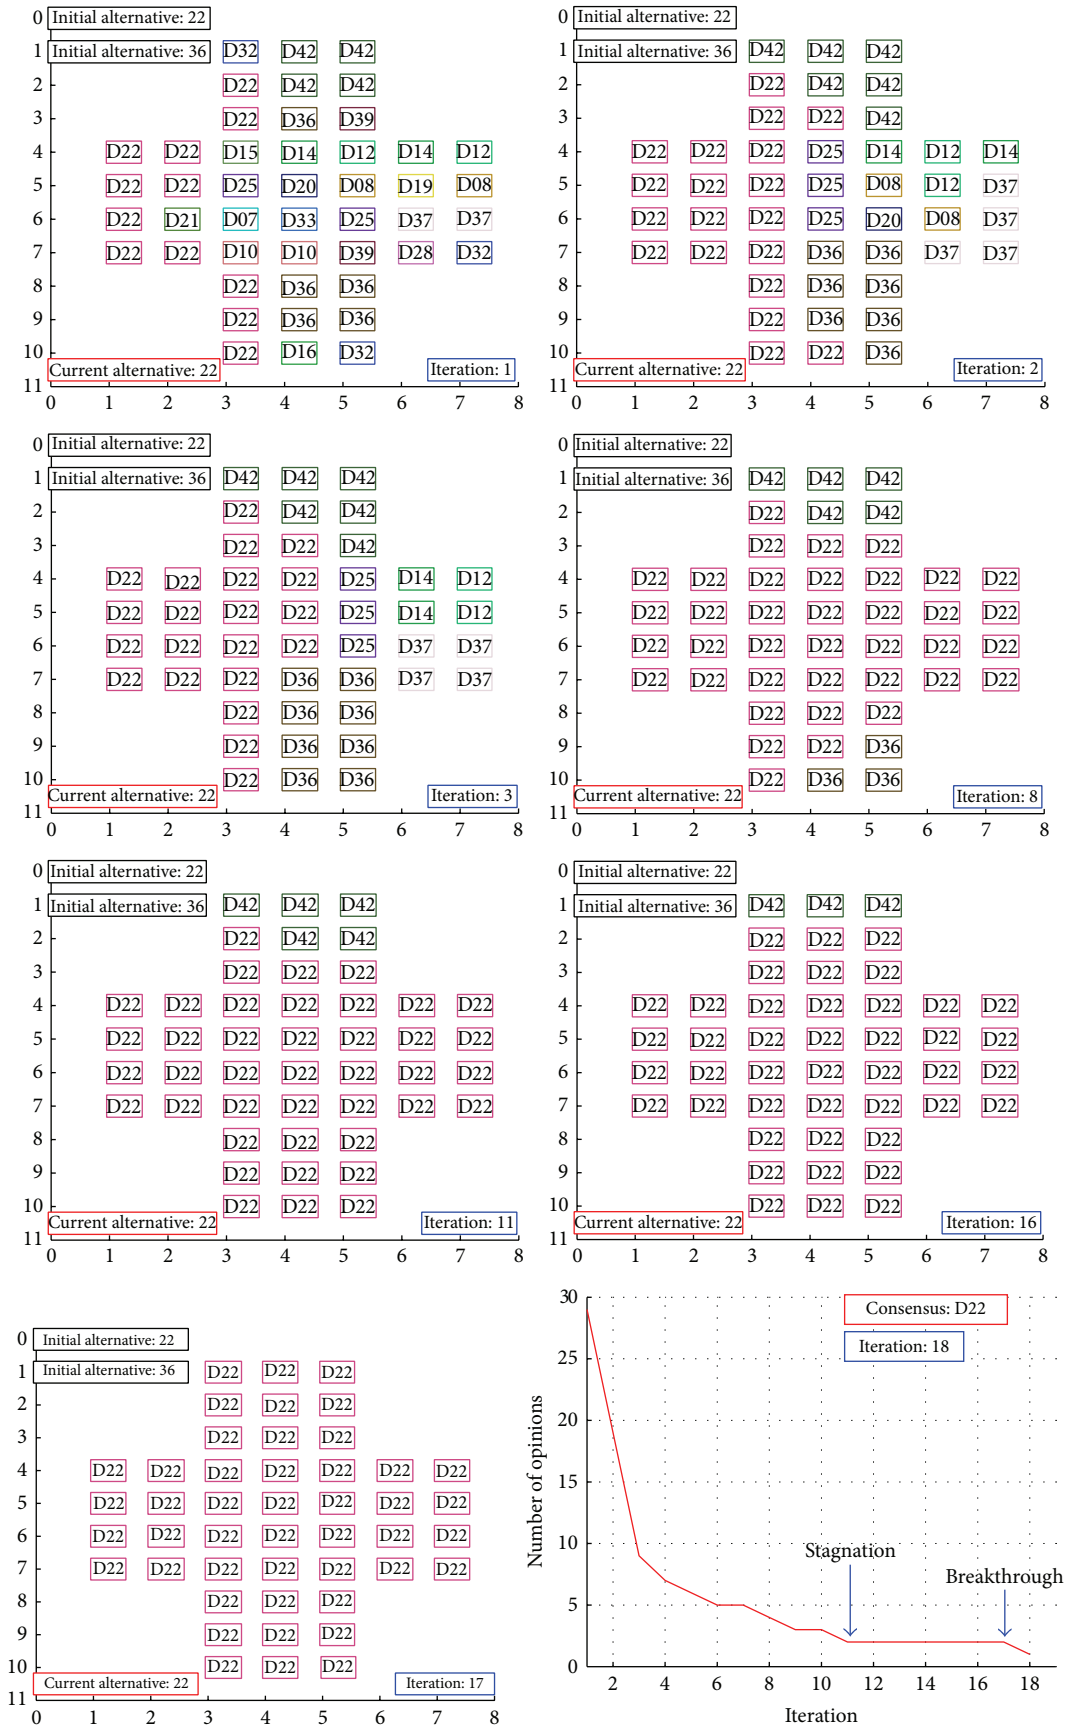 0 Initial alternative: 22
1 Initial alternative: 36 D32 D42 D42
2 D22 D42 D42
3 D22 D36 D39
4 D22 D22 D15 D14 D12 D14 D12
5 D22 D22 D25 D20 D08 D19 D08
6 D22 D21 D07 D33 D25 D37 D37
7 D22 D22 D10 D10 D39 D28 D32
8 D22 D36 D36
9 D22 D36 D36
10 D22 D16 D32
Current alternative: 22 Iteration: 1
11
0 1 2 3 4 5 6 7 8
0 Initial alternative: 22
1 Initial alternative: 36 D42 D42 D42
2 D22 D42 D42
3 D22 D22 D42
4 D22 D22 D22 D25 D14 D12 D14
5 D22 D22 D22 D25 D08 D12 D37
6 D22 D22 D22 D25 D20 D08 D37
7 D22 D22 D22 D36 D36 D37 D37
8 D22 D36 D36
9 D22 D36 D36
10 D22 D22 D36
Current alternative: 22 Iteration: 2
11
0 1 2 3 4 5 6 7 8
0 Initial alternative: 22
1 Initial alternative: 36 D42 D42 D42
2 D22 D42 D42
3 D22 D22 D42
4 D22 D22 D22 D22 D25 D14 D12
5 D22 D22 D22 D22 D25 D14 D12
6 D22 D22 D22 D22 D25 D37 D37
7 D22 D22 D22 D36 D36 D37 D37
8 D22 D36 D36
9 D22 D36 D36
10 D22 D36 D36
Current alternative: 22 Iteration: 3
11
0 1 2 3 4 5 6 7 8
0 Initial alternative: 22
1 Initial alternative: 36 D42 D42 D42
2 D22 D42 D42
3 D22 D22 D22
4 D22 D22 D22 D22 D22 D22 D22
5 D22 D22 D22 D22 D22 D22 D22
6 D22 D22 D22 D22 D22 D22 D22
7 D22 D22 D22 D22 D22 D22 D22
8 D22 D22 D22
9 D22 D22 D36
10 D22 D36 D36
Current alternative: 22 Iteration: 8
11
0 1 2 3 4 5 6 7 8
0 Initial alternative: 22
1 Initial alternative: 36 D42 D42 D42
2 D22 D42 D42
3 D22 D22 D22
4 D22 D22 D22 D22 D22 D22 D22
5 D22 D22 D22 D22 D22 D22 D22
6 D22 D22 D22 D22 D22 D22 D22
7 D22 D22 D22 D22 D22 D22 D22
8 D22 D22 D22
9 D22 D22 D22
10 D22 D22 D22
Current alternative: 22 Iteration: 11
11
0 1 2 3 4 5 6 7 8
0 Initial alternative: 22
1 Initial alternative: 36 D42 D42 D42
2 D22 D22 D22
3 D22 D22 D22
4 D22 D22 D22 D22 D22 D22 D22
5 D22 D22 D22 D22 D22 D22 D22
6 D22 D22 D22 D22 D22 D22 D22
7 D22 D22 D22 D22 D22 D22 D22
8 D22 D22 D22
9 D22 D22 D22
10 D22 D22 D22
Current alternative: 22 Iteration: 16
11
0 1 2 3 4 5 6 7 8
0 Initial alternative: 22
1 Initial alternative: 36 D22 D22 D22
2 D22 D22 D22
3 D22 D22 D22
4 D22 D22 D22 D22 D22 D22 D22
5 D22 D22 D22 D22 D22 D22 D22
6 D22 D22 D22 D22 D22 D22 D22
7 D22 D22 D22 D22 D22 D22 D22
8 D22 D22 D22
9 D22 D22 D22
10 D22 D22 D22
Current alternative: 22 Iteration: 17
11
0 1 2 3 4 5 6 7 8
30
Consensus: D22
Iteration: 18
25
20
15
10
Stagnation
Breakthrough
5
0
Number of opinions
2 4 6 8 10 12 14 16 18
Iteration